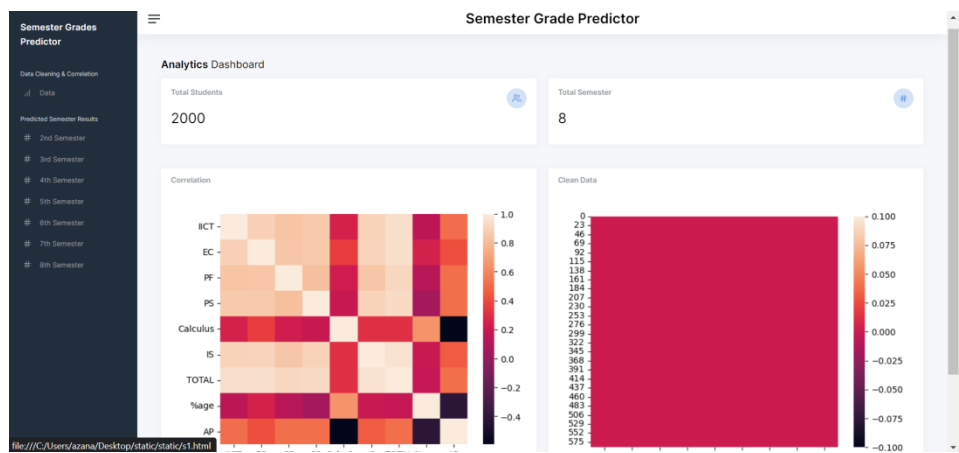 Semester Grades
Predictor
Data Cleaning & Correlation
Data
Predicted Semester Results
# 2nd Semester
# 3rd Semester
# 4th Semester
# 5th Semester
# 6th Semester
# 7th Semester
# 8th Semester
file:///C:/Users/azana/Desktop/static/static/s1.html
Semester Grade Predictor
Analytics Dashboard
Total Students
2000
Total Semester
#
8
Correlation
IICT
EC
PF
PS
Calculus
IS
TOTAL
%age
AP
1.0
0.8
0.6
0.4
0.2
0.0
−0.2
−0.4
Clean Data
0
23
46
69
92
115
138
161
184
207
230
253
276
299
322
345
368
391
414
437
460
483
506
529
552
575
0.100
0.075
0.050
0.025
0.000
−0.025
−0.050
−0.075
−0.100